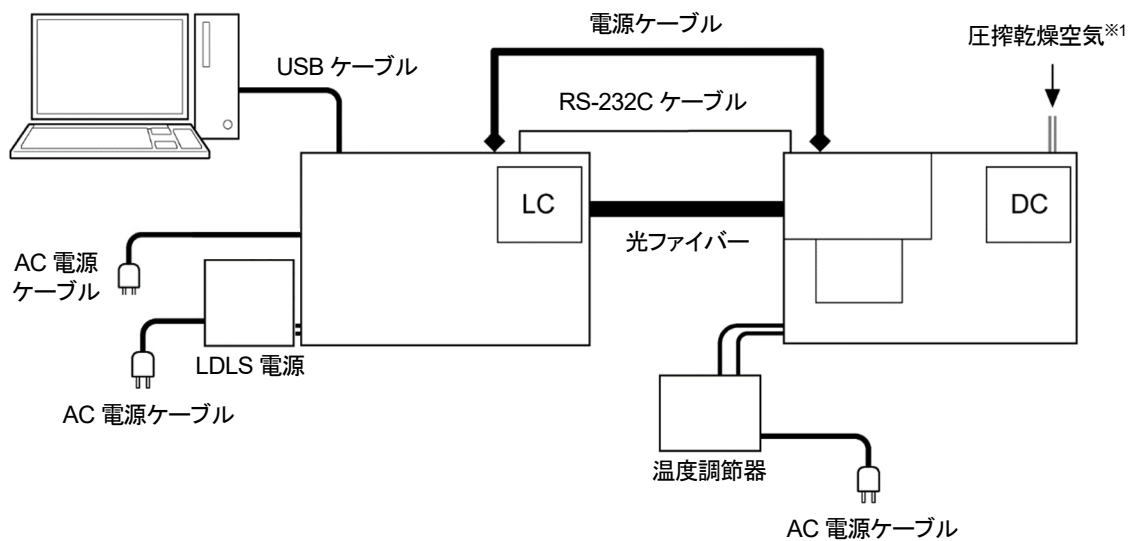 電源ケーブル
圧搾乾燥空気※1
USB ケーブル
RS-232C ケーブル
LC
DC
光ファイバー
AC 電源
ケーブル
LDLS 電源
AC 電源ケーブル
温度調節器
AC 電源ケーブル